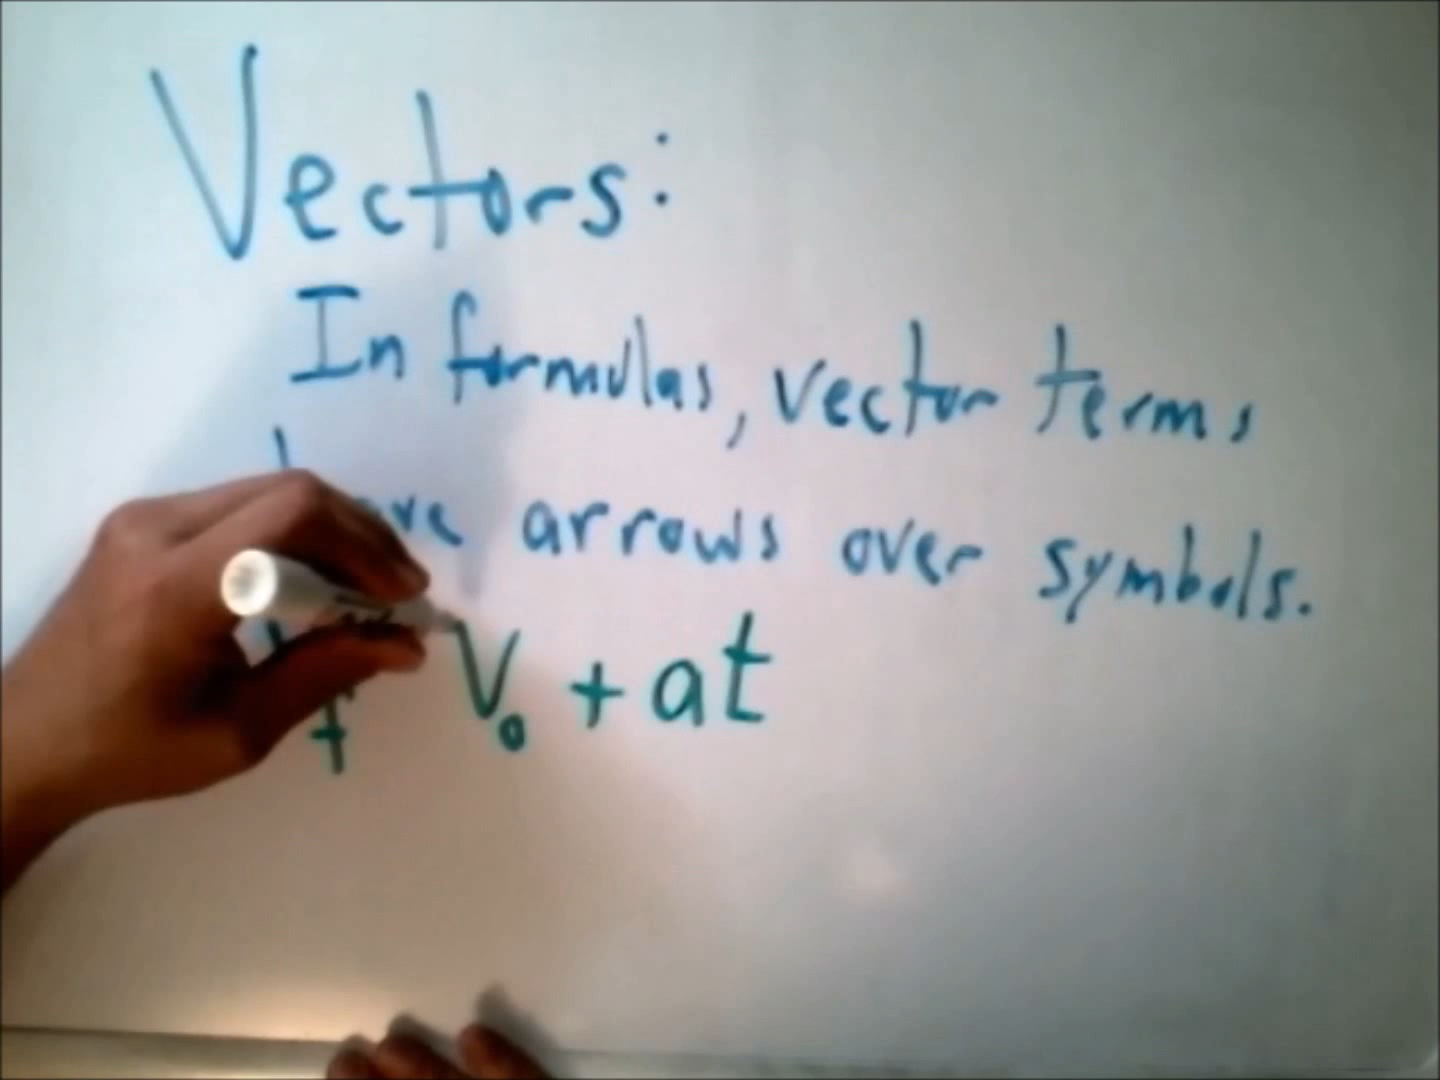 Vectors:
In formulas, vector terms
arrows over symbols.
V₀ + at